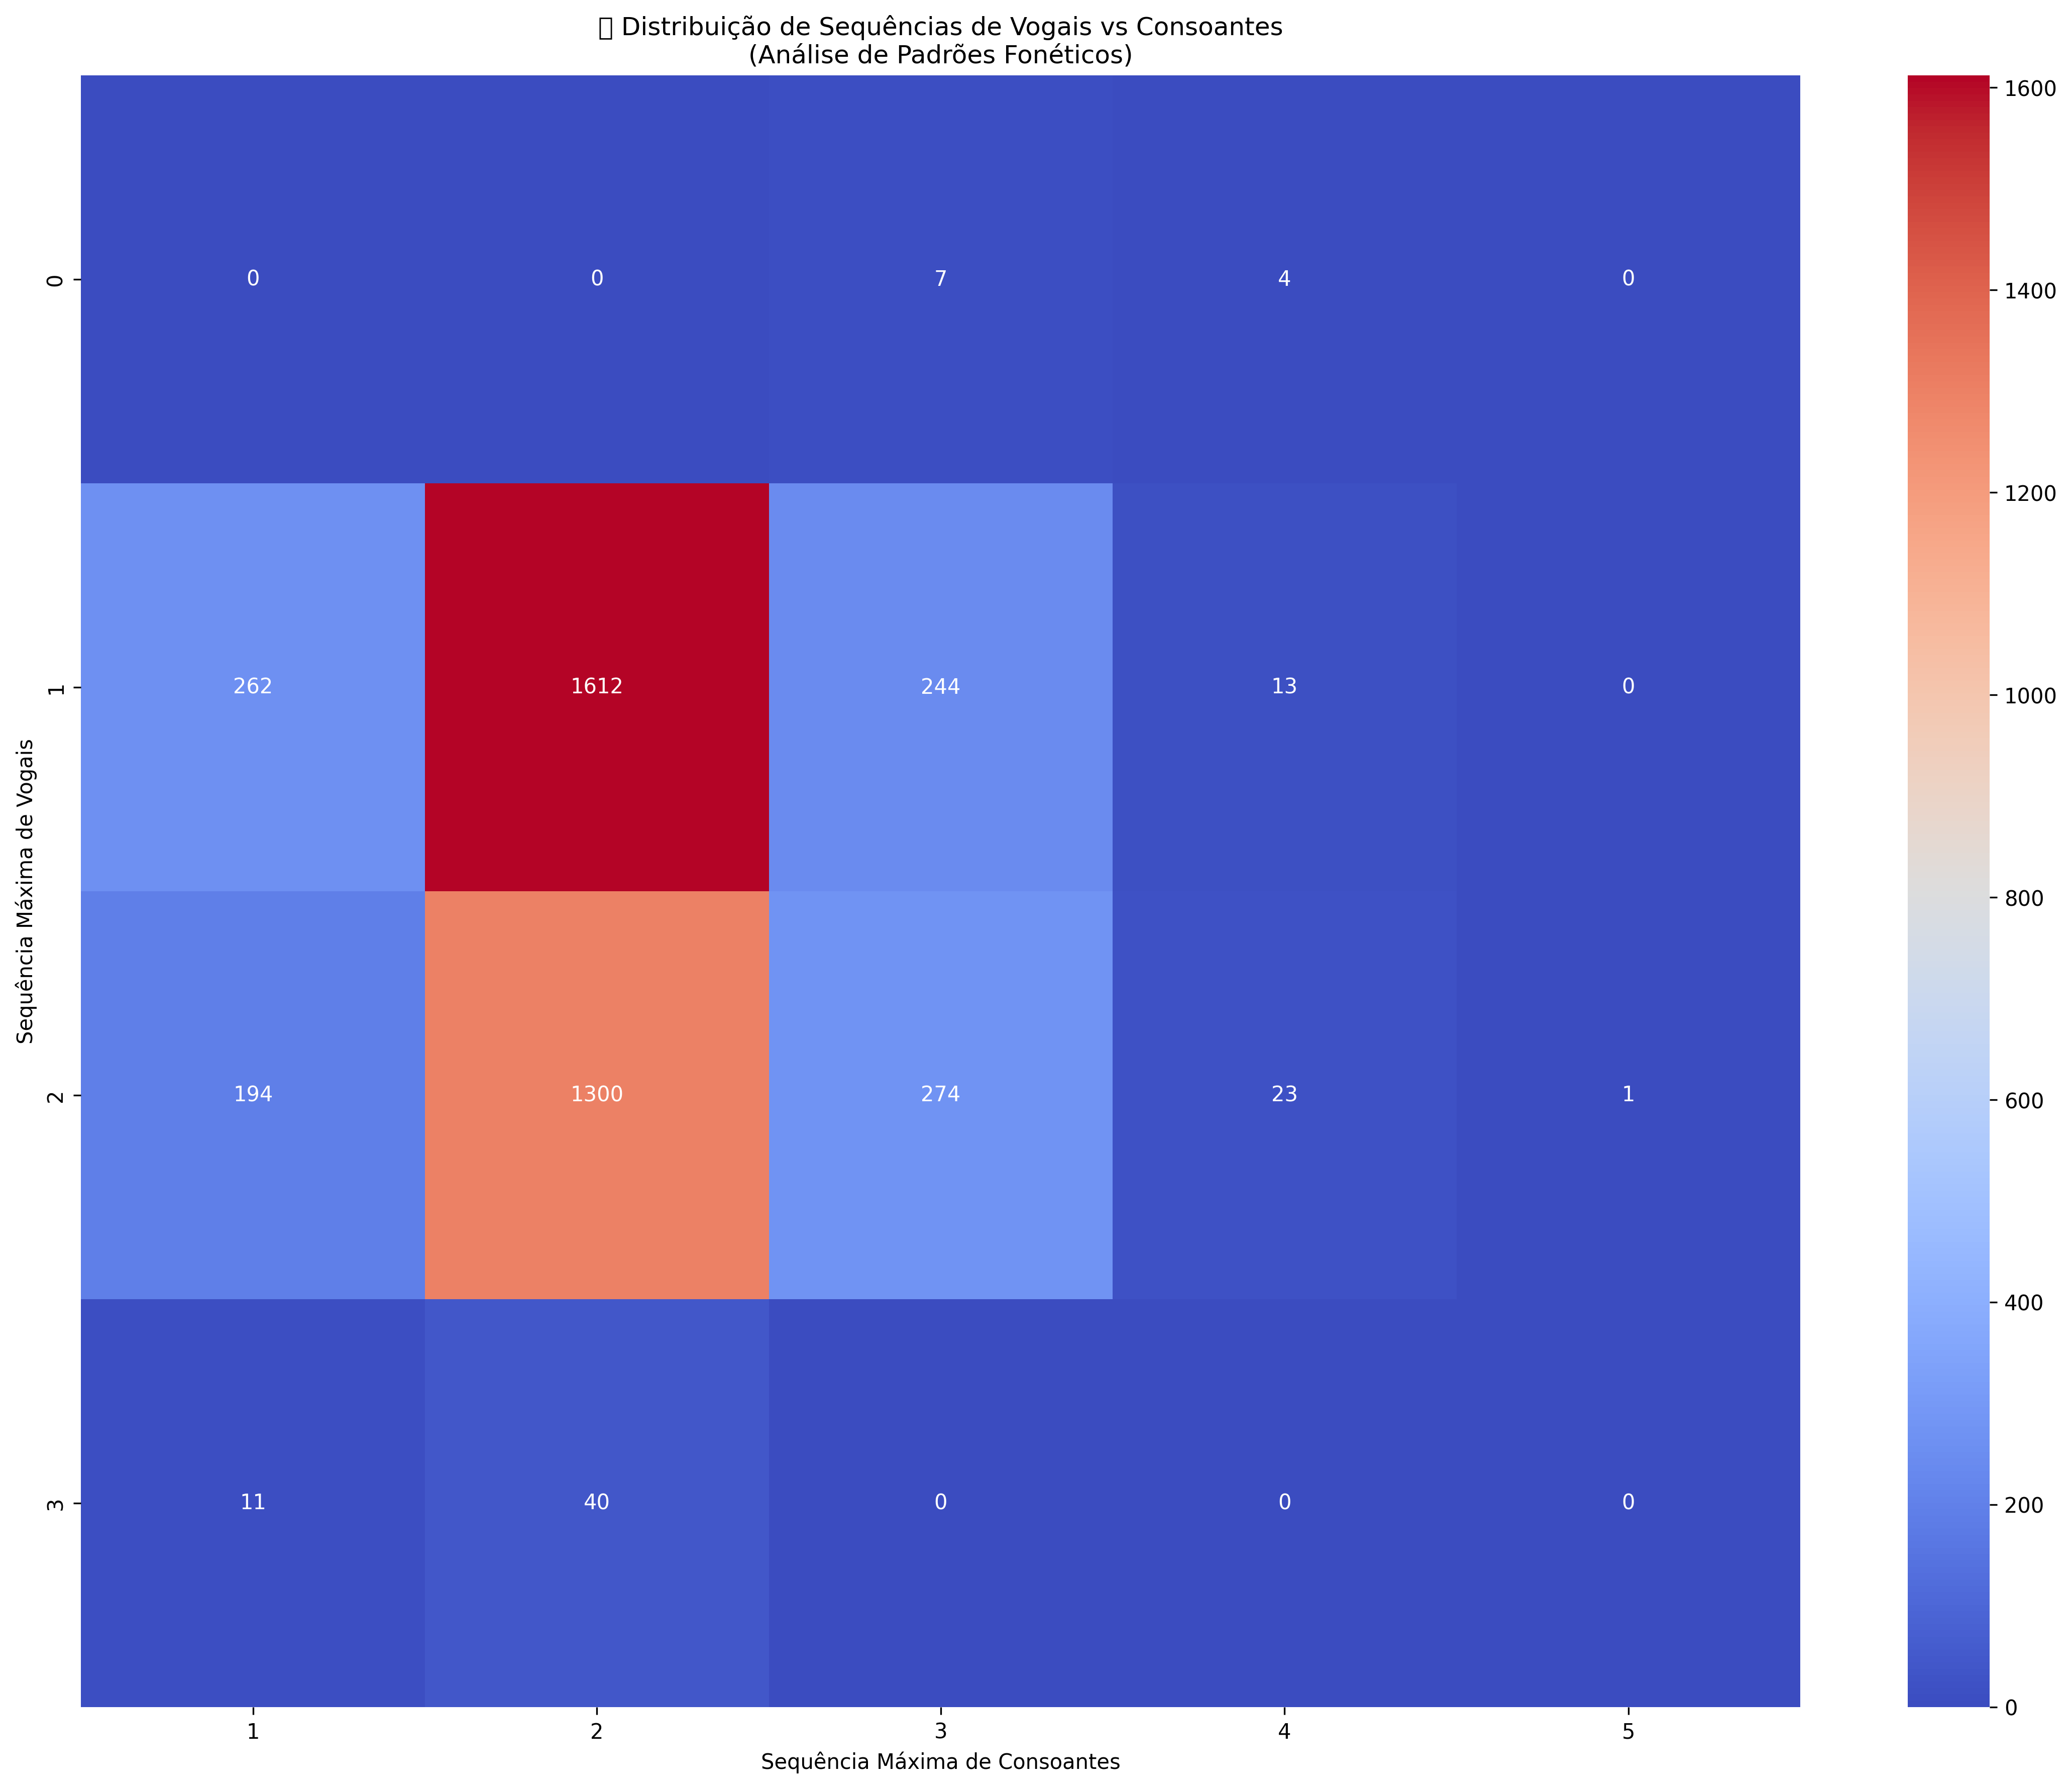 ▯ Distribuição de Sequências de Vogais vs Consoantes
(Análise de Padrões Fonéticos)
Sequência Máxima de Vogais
0
0 0 7 4 0
1
262 1612 244 13 0
2
194 1300 274 23 1
3
11 40 0 0 0
1 2 3 4 5
Sequência Máxima de Consoantes
1600
1400
1200
1000
800
600
400
200
0